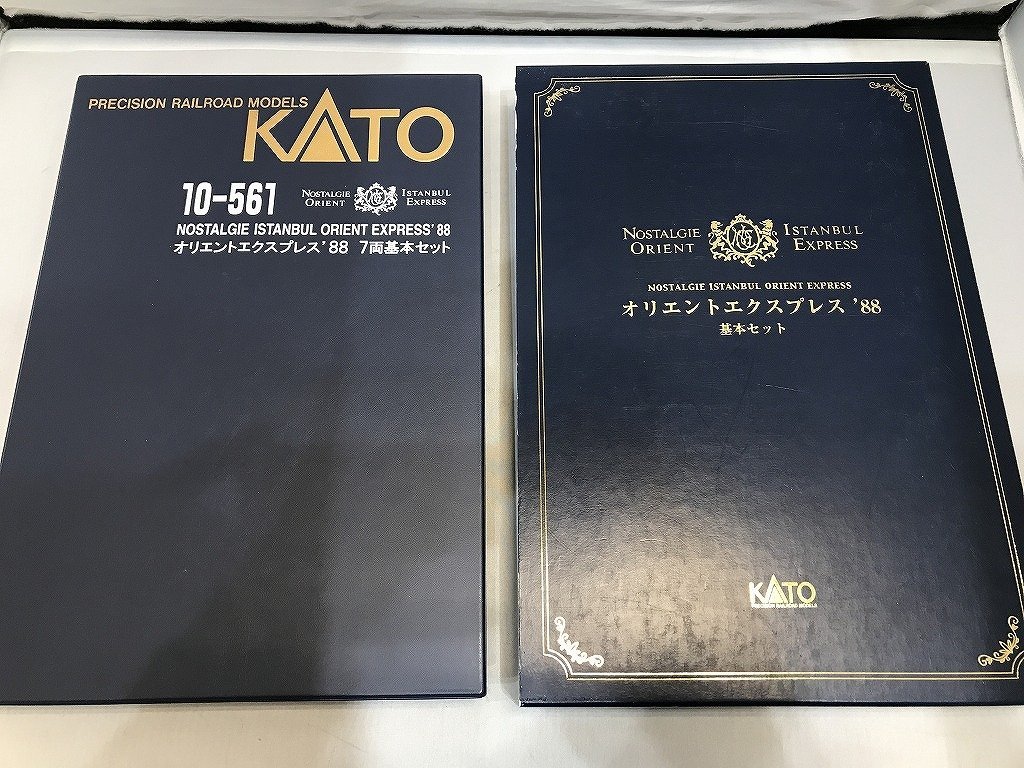 PRECISION RAILROAD MODELS
KATO
10-561
NOSTALGIE ISTANBUL
ORIENT EXPRESS
NOSTALGIE ISTANBUL ORIENT EXPRESS'88
オリエントエクスプレス'88 7両基本セット
NOSTALGIE ISTANBUL
ORIENT EXPRESS
NOSTALGIE ISTANBUL ORIENT EXPRESS
オリエントエクスプレス'88
基本セット
KATO
PRECISION RAILROAD MODELS